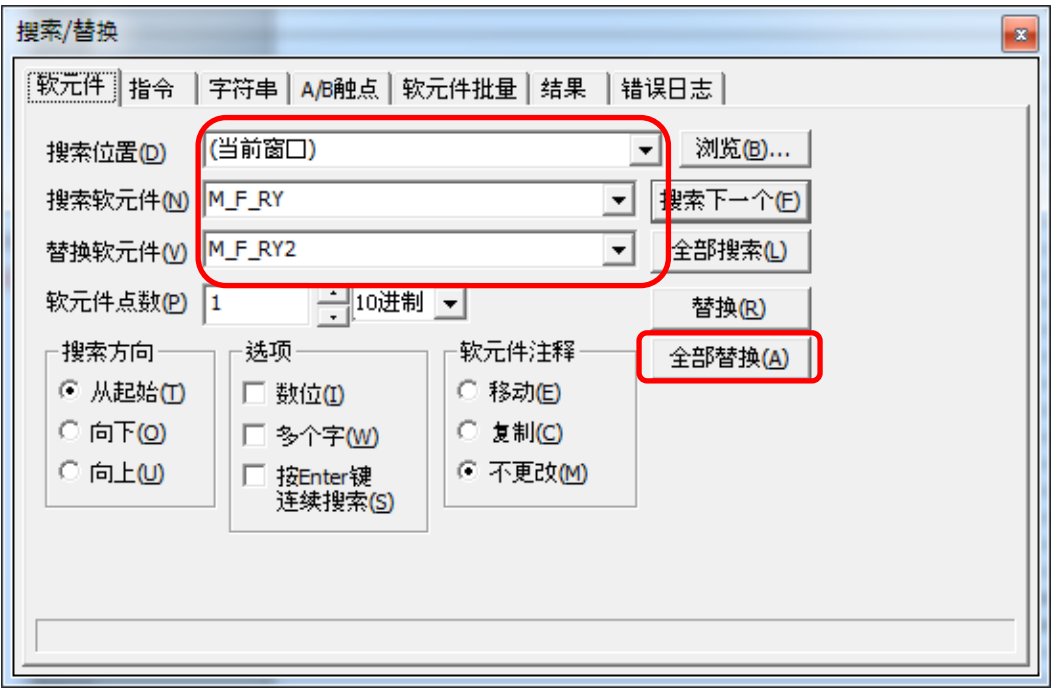 搜索/替换
软元件 指令 字符串 A/B触点 软元件批量 结果 错误日志
搜索位置(D) (当前窗口) 浏览(B)...
搜索软元件(N) M_F_RY 搜索下一个(F)
替换软元件(V) M_F_RY2 全部搜索(L)
软元件点数(P) 1 10进制 替换(R)
全部替换(A)
搜索方向 选项 软元件注释
从起始(T) 数位(I) 移动(E)
向下(O) 多个字(W) 复制(C)
向上(U) 按Enter键 不更改(M)
连续搜索(S)